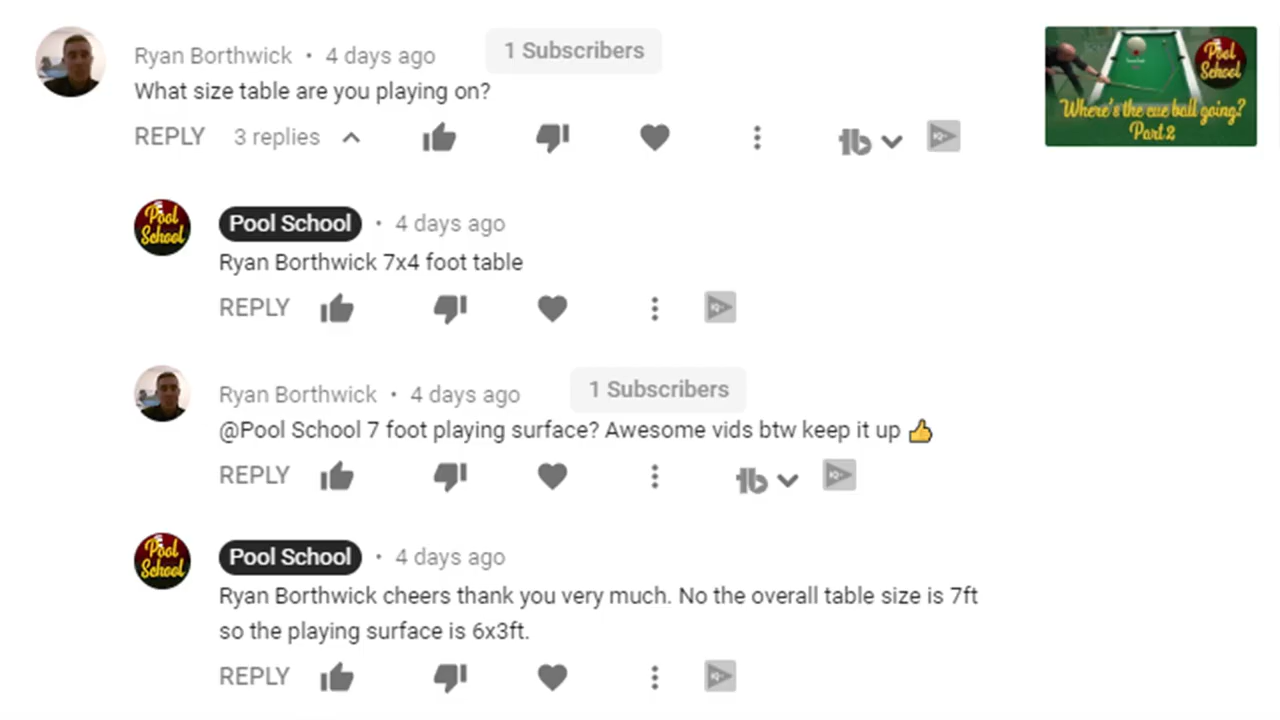 Ryan Borthwick • 4 days ago 1 Subscribers
What size table are you playing on?
REPLY 3 replies
Pool School
Where's the cue ball going?
Part 2
Pool School
Pool School • 4 days ago
Ryan Borthwick 7x4 foot table
REPLY
Ryan Borthwick • 4 days ago 1 Subscribers
@Pool School 7 foot playing surface? Awesome vids btw keep it up 👍
REPLY
Pool School
Pool School • 4 days ago
Ryan Borthwick cheers thank you very much. No the overall table size is 7ft
so the playing surface is 6x3ft.
REPLY